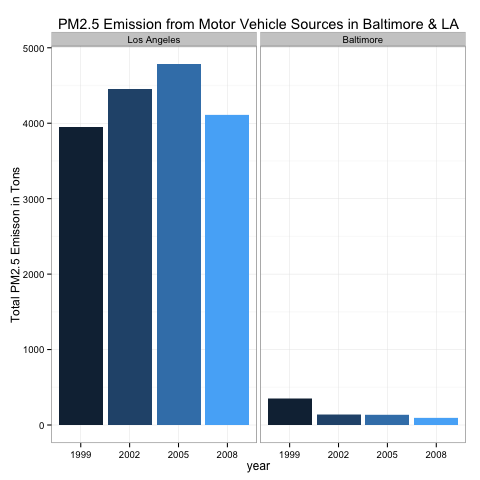 PM2.5 Emission from Motor Vehicle Sources in Baltimore & LA
Los Angeles
Baltimore
Total PM2.5 Emisson in Tons
5000
4000
3000
2000
1000
0
1999
2002
2005
2008
1999
2002
2005
2008
year